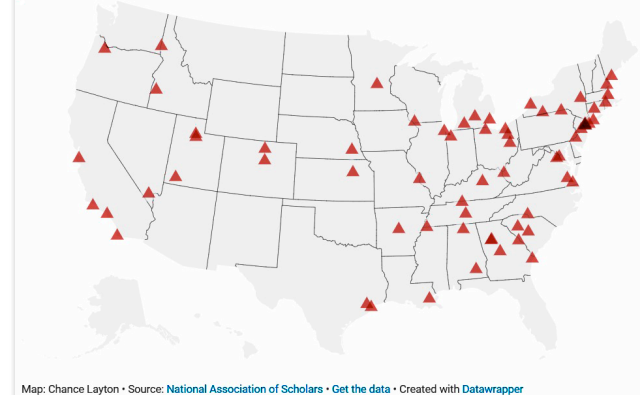 Map: Chance Layton • Source: National Association of Scholars • Get the data • Created with Datawrapper